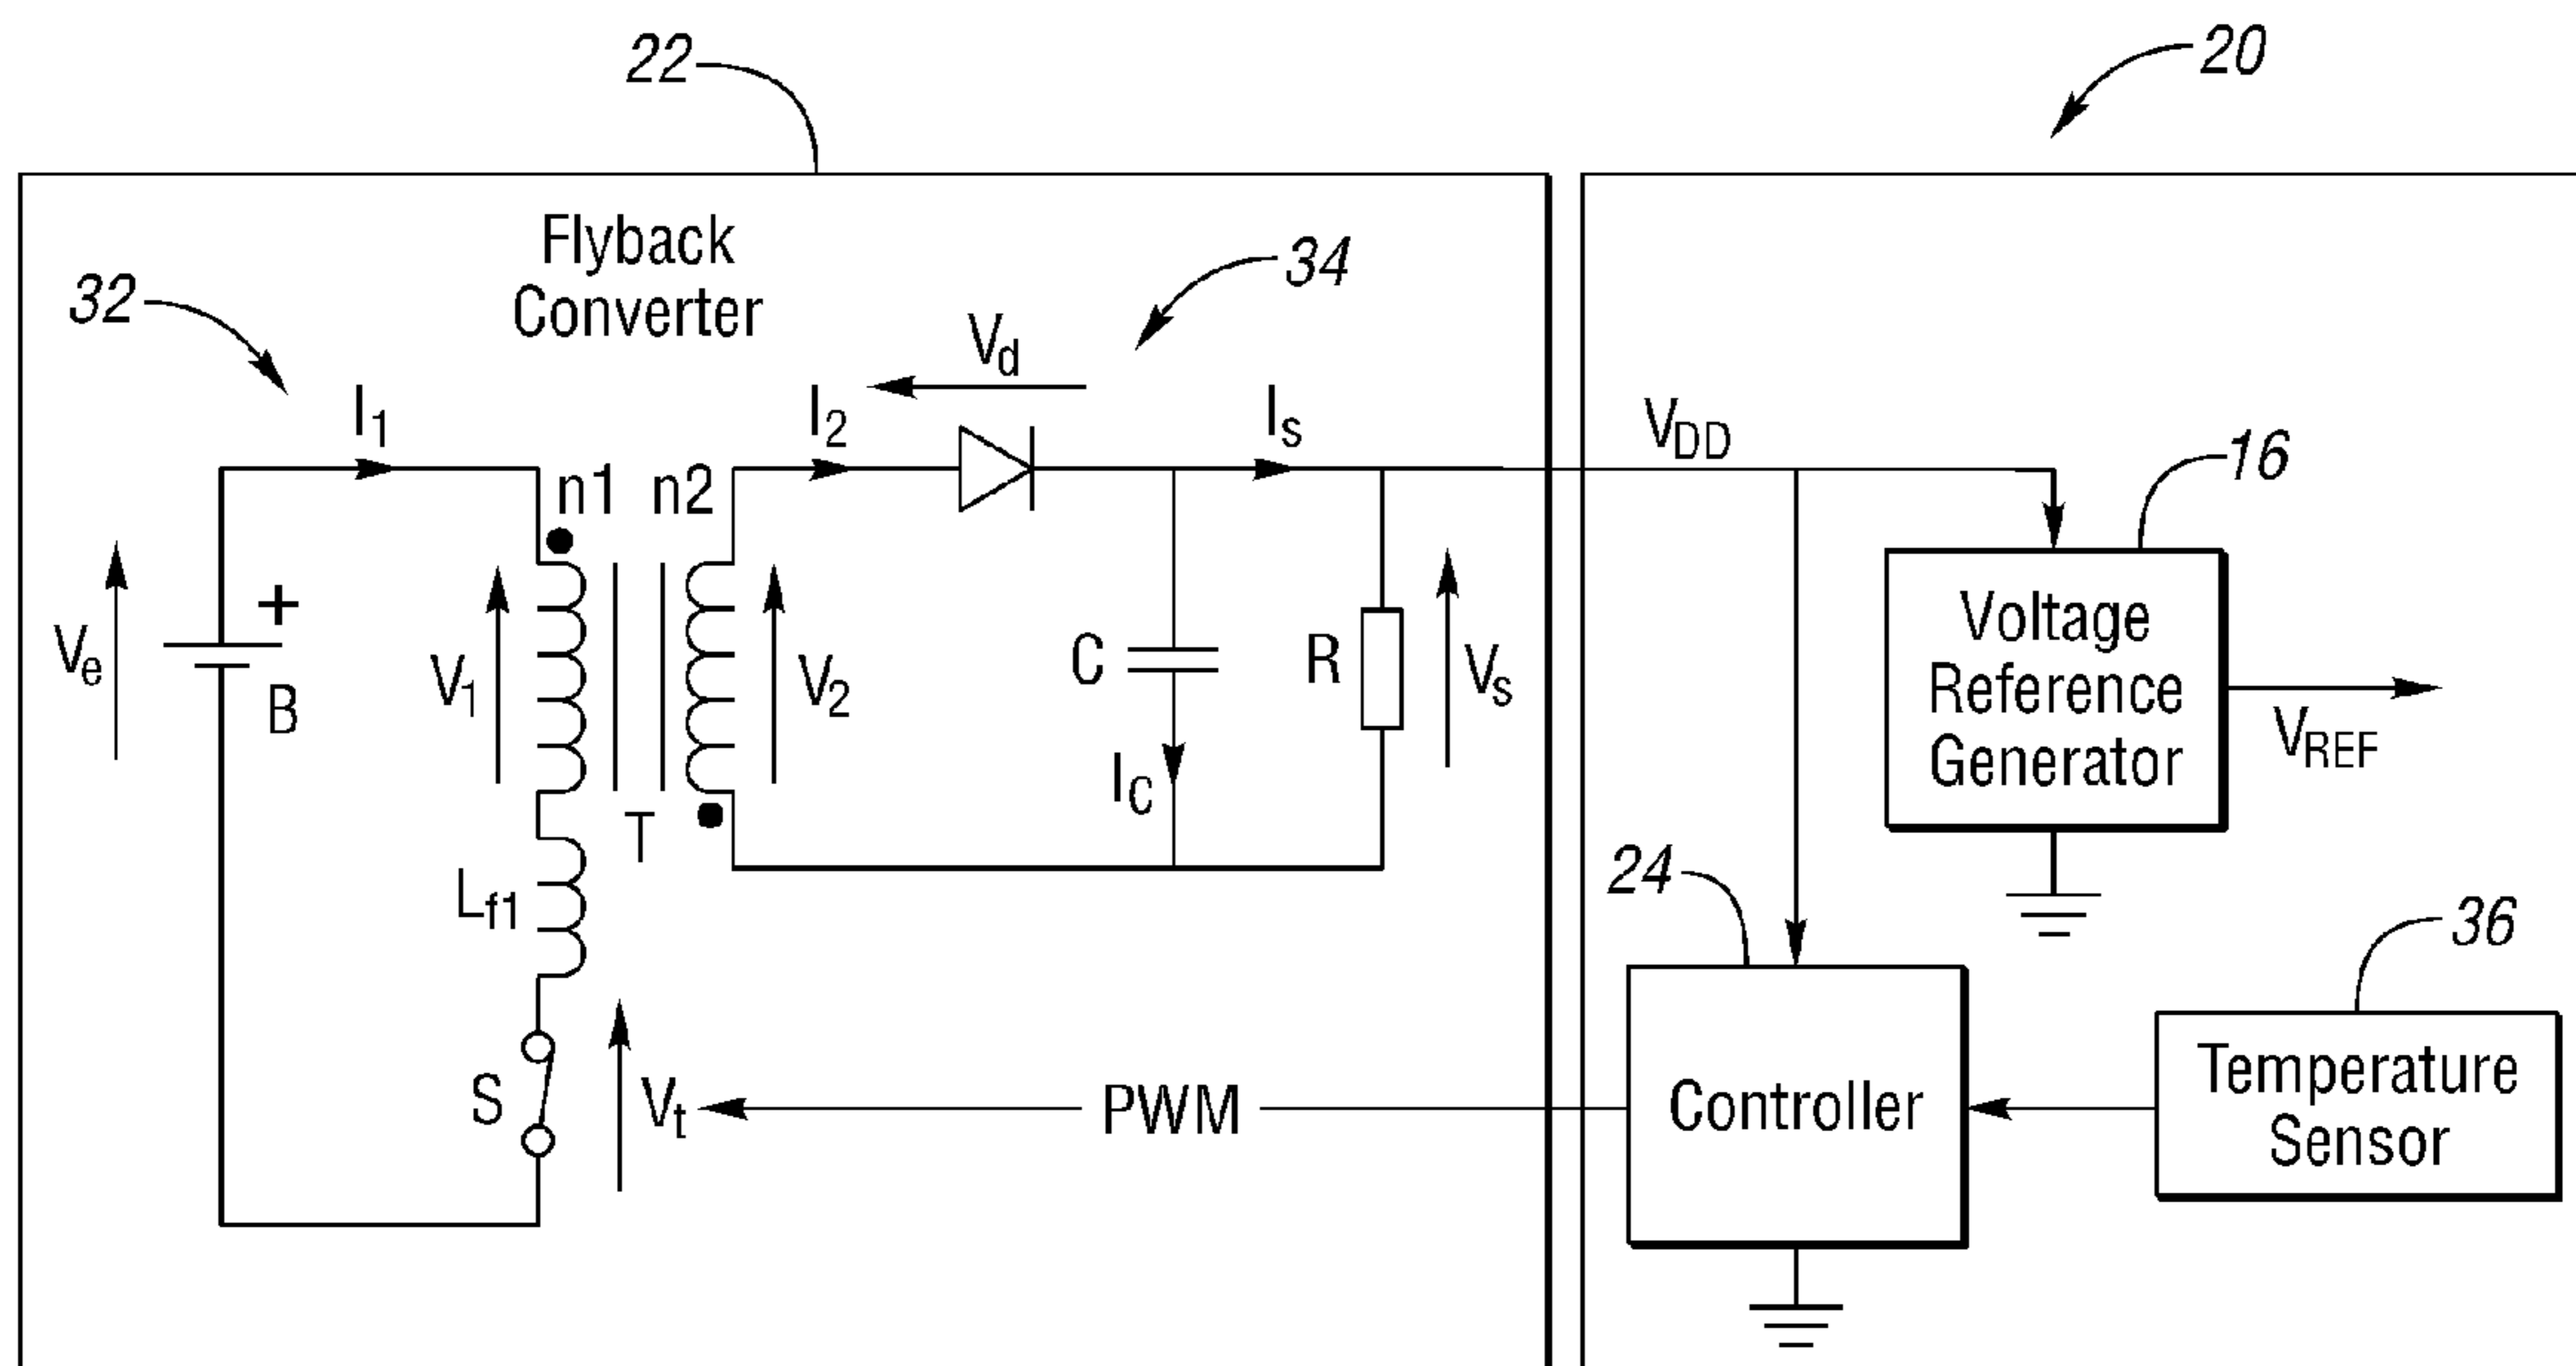 22
20
Flyback
Converter
34
32
Vd
I1
I2
Is
VDD
16
n1
n2
+
Ve
B
V1
V2
C
R
Vs
Voltage
Reference
Generator
VREF
IC
T
Lf1
24
36
S
Vt
PWM
Controller
Temperature
Sensor